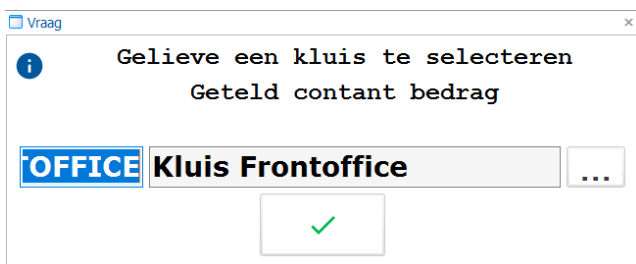 Vraag
Gelieve een kluis te selecteren
Geteld contant bedrag
OFFICE Kluis Frontoffice ...